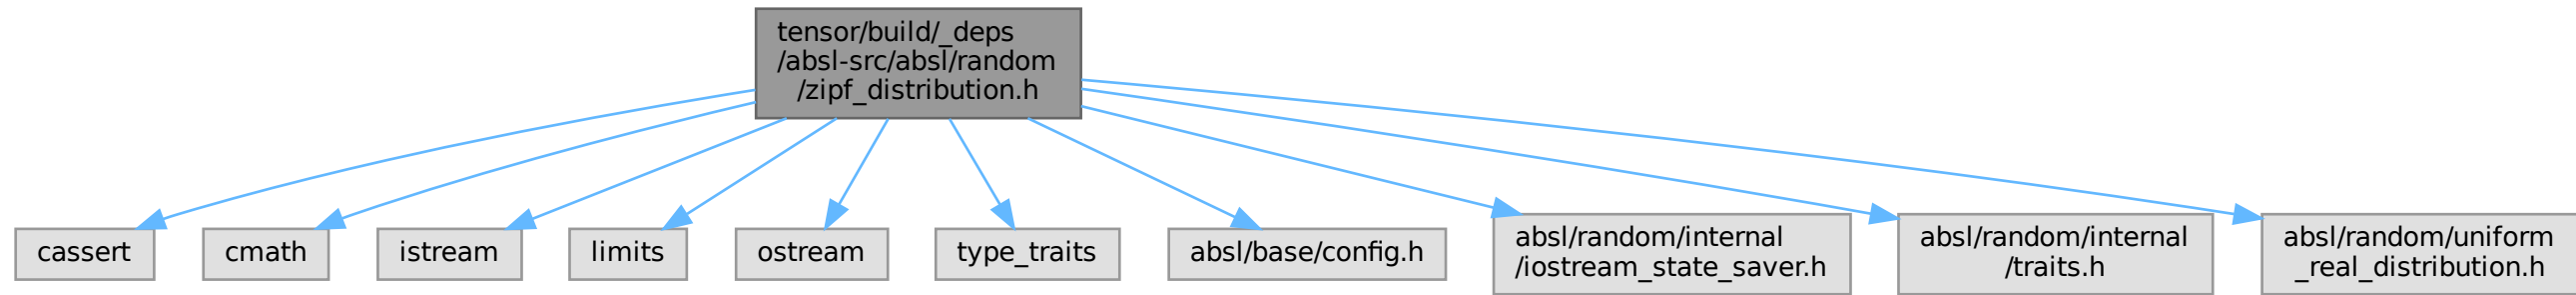 tensor/build/_deps
/absl-src/absl/random
/zipf_distribution.h
cassert
cmath
istream
limits
ostream
type_traits
absl/base/config.h
absl/random/internal
/iostream_state_saver.h
absl/random/internal
/traits.h
absl/random/uniform
_real_distribution.h